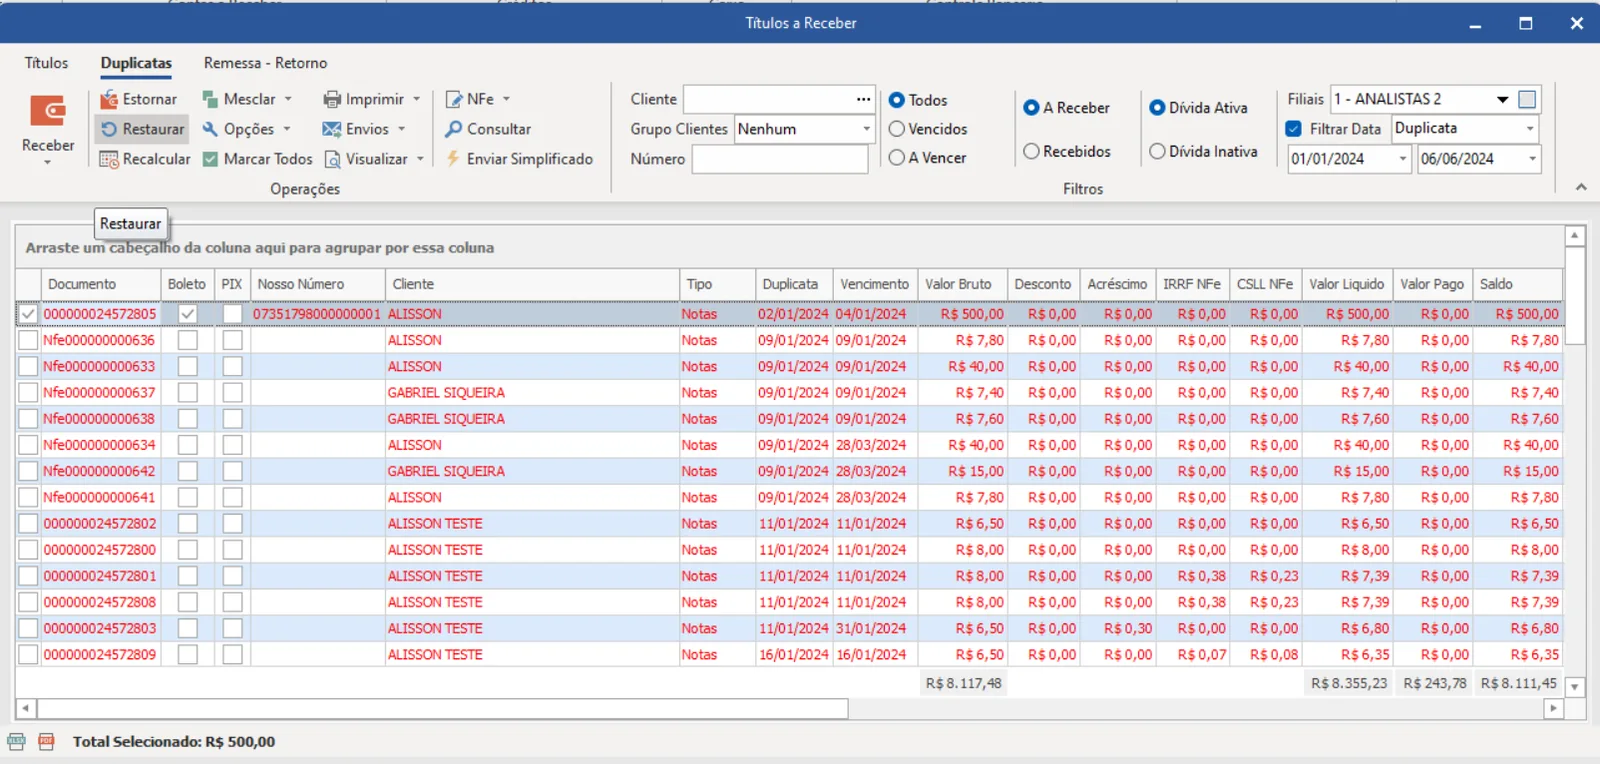 Títulos a Receber
Títulos Duplicatas Remessa - Retorno
Receber
Estornar Mesclar Imprimir NFe
Restaurar Opções Envios Consultar
Recalcular Marcar Todos Visualizar Enviar Simplificado
Operações
Cliente ...
Grupo Clientes Nenhum
Número
Todos
Vencidos
A Vencer
A Receber
Recebidos
Dívida Ativa
Dívida Inativa
Filiais 1 - ANALISTAS 2
Filtrar Data Duplicata
01/01/2024 06/06/2024
Filtros
Restaurar
Arraste um cabeçalho da coluna aqui para agrupar por essa coluna
Documento Boleto PIX Nosso Número Cliente Tipo Duplicata Vencimento Valor Bruto Desconto Acréscimo IRRF NFe CSLL NFe Valor Liquido Valor Pago Saldo
000000024572805 07351798000000001 ALISSON Notas 02/01/2024 04/01/2024 R$ 500,00 R$ 0,00 R$ 0,00 R$ 0,00 R$ 0,00 R$ 500,00 R$ 0,00 R$ 500,00
Nfe000000000636 ALISSON Notas 09/01/2024 09/01/2024 R$ 7,80 R$ 0,00 R$ 0,00 R$ 0,00 R$ 0,00 R$ 7,80 R$ 0,00 R$ 7,80
Nfe000000000633 ALISSON Notas 09/01/2024 09/01/2024 R$ 40,00 R$ 0,00 R$ 0,00 R$ 0,00 R$ 0,00 R$ 40,00 R$ 0,00 R$ 40,00
Nfe000000000637 GABRIEL SIQUEIRA Notas 09/01/2024 09/01/2024 R$ 7,40 R$ 0,00 R$ 0,00 R$ 0,00 R$ 0,00 R$ 7,40 R$ 0,00 R$ 7,40
Nfe000000000638 GABRIEL SIQUEIRA Notas 09/01/2024 09/01/2024 R$ 7,60 R$ 0,00 R$ 0,00 R$ 0,00 R$ 0,00 R$ 7,60 R$ 0,00 R$ 7,60
Nfe000000000634 ALISSON Notas 09/01/2024 28/03/2024 R$ 40,00 R$ 0,00 R$ 0,00 R$ 0,00 R$ 0,00 R$ 40,00 R$ 0,00 R$ 40,00
Nfe000000000642 GABRIEL SIQUEIRA Notas 09/01/2024 28/03/2024 R$ 15,00 R$ 0,00 R$ 0,00 R$ 0,00 R$ 0,00 R$ 15,00 R$ 0,00 R$ 15,00
Nfe000000000641 ALISSON Notas 09/01/2024 28/03/2024 R$ 7,80 R$ 0,00 R$ 0,00 R$ 0,00 R$ 0,00 R$ 7,80 R$ 0,00 R$ 7,80
000000024572802 ALISSON TESTE Notas 11/01/2024 11/01/2024 R$ 6,50 R$ 0,00 R$ 0,00 R$ 0,00 R$ 0,00 R$ 6,50 R$ 0,00 R$ 6,50
000000024572800 ALISSON TESTE Notas 11/01/2024 11/01/2024 R$ 8,00 R$ 0,00 R$ 0,00 R$ 0,00 R$ 0,00 R$ 8,00 R$ 0,00 R$ 8,00
000000024572801 ALISSON TESTE Notas 11/01/2024 11/01/2024 R$ 8,00 R$ 0,00 R$ 0,00 R$ 0,38 R$ 0,23 R$ 7,39 R$ 0,00 R$ 7,39
000000024572808 ALISSON TESTE Notas 11/01/2024 11/01/2024 R$ 8,00 R$ 0,00 R$ 0,00 R$ 0,38 R$ 0,23 R$ 7,39 R$ 0,00 R$ 7,39
000000024572803 ALISSON TESTE Notas 11/01/2024 31/01/2024 R$ 6,50 R$ 0,00 R$ 0,30 R$ 0,00 R$ 0,00 R$ 6,80 R$ 0,00 R$ 6,80
000000024572809 ALISSON TESTE Notas 16/01/2024 16/01/2024 R$ 6,50 R$ 0,00 R$ 0,00 R$ 0,07 R$ 0,08 R$ 6,35 R$ 0,00 R$ 6,35
R$ 8.117,48 R$ 8.355,23 R$ 243,78 R$ 8.111,45
Total Selecionado: R$ 500,00